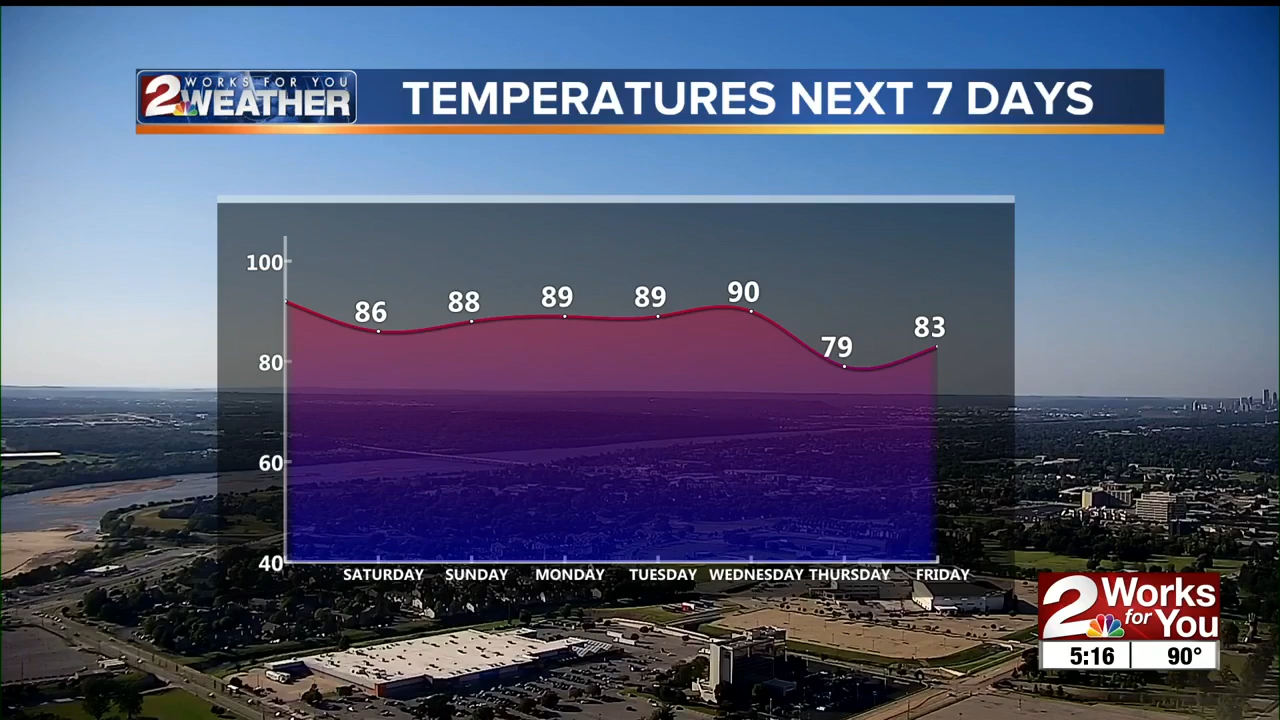 2 WORKS FOR YOU
WEATHER
TEMPERATURES NEXT 7 DAYS
100
80
60
40
86
88
89
89
90
79
83
SATURDAY SUNDAY MONDAY TUESDAY WEDNESDAY THURSDAY FRIDAY
2 Works
for You
5:16 90°